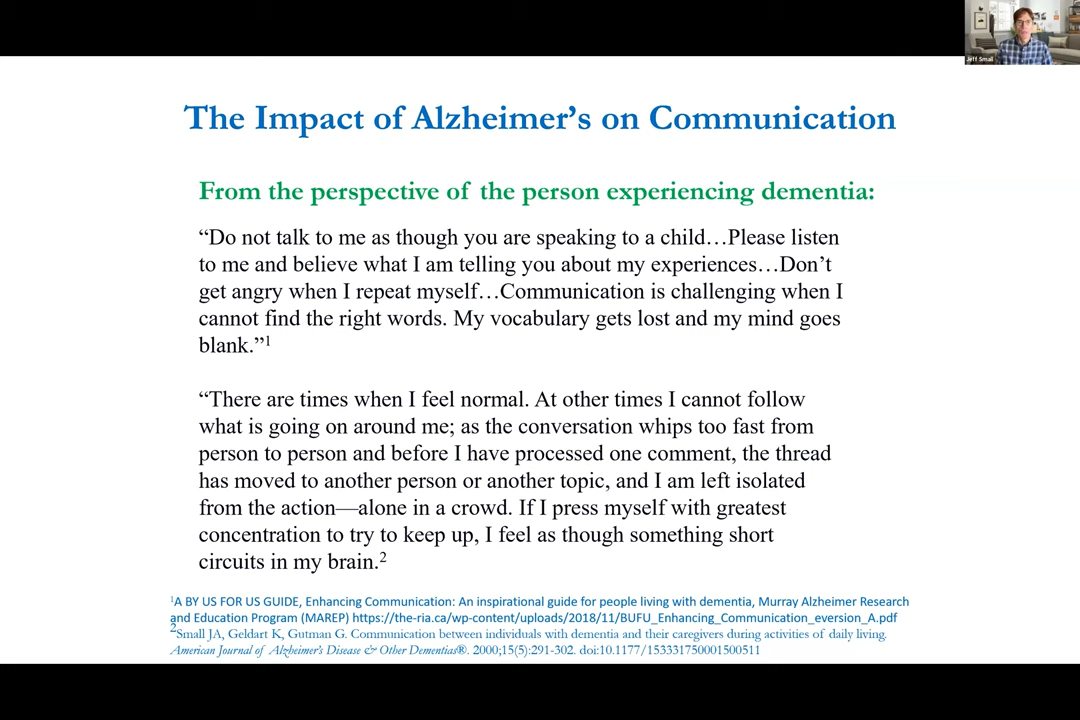 Jeff Small
The Impact of Alzheimer’s on Communication
From the perspective of the person experiencing dementia:
“Do not talk to me as though you are speaking to a child…Please listen
to me and believe what I am telling you about my experiences…Don’t
get angry when I repeat myself…Communication is challenging when I
cannot find the right words. My vocabulary gets lost and my mind goes
blank.”1
“There are times when I feel normal. At other times I cannot follow
what is going on around me; as the conversation whips too fast from
person to person and before I have processed one comment, the thread
has moved to another person or another topic, and I am left isolated
from the action—alone in a crowd. If I press myself with greatest
concentration to try to keep up, I feel as though something short
circuits in my brain.2
1A BY US FOR US GUIDE, Enhancing Communication: An inspirational guide for people living with dementia, Murray Alzheimer Research
and Education Program (MAREP) https://the-ria.ca/wp-content/uploads/2018/11/BUFU_Enhancing_Communication_eversion_A.pdf
2Small JA, Geldart K, Gutman G. Communication between individuals with dementia and their caregivers during activities of daily living.
American Journal of Alzheimer’s Disease & Other Dementias®. 2000;15(5):291-302. doi:10.1177/153331750001500511